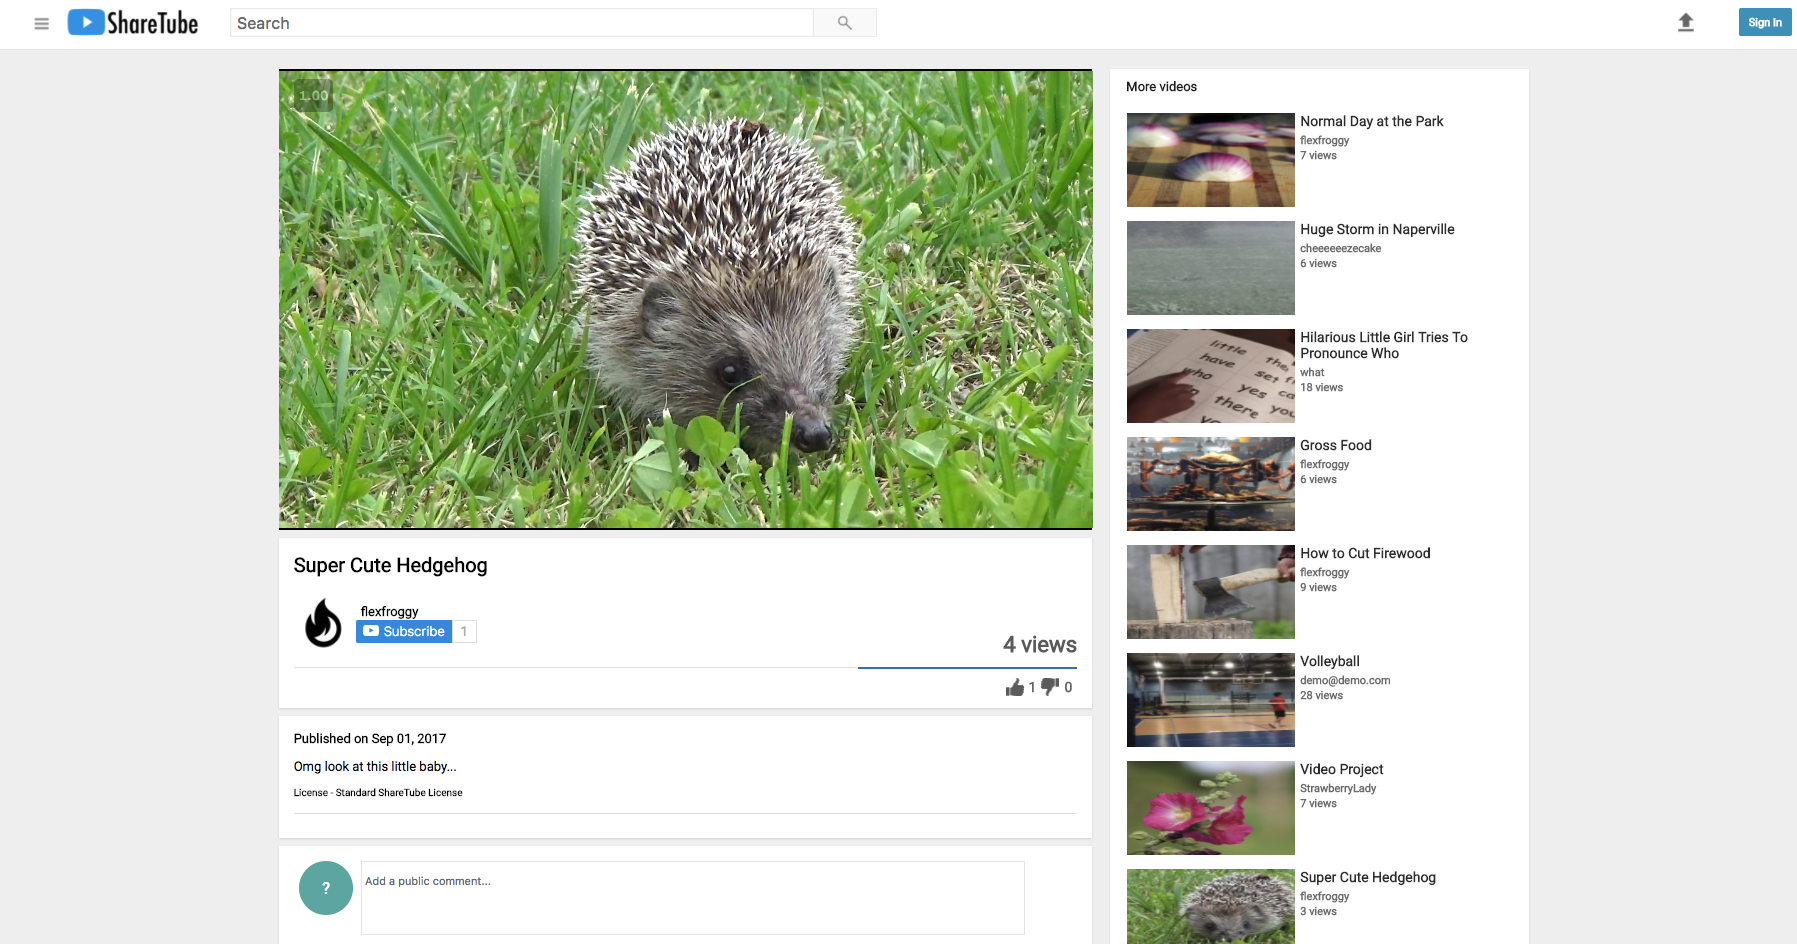 ShareTube
Search
Sign In
1.00
Super Cute Hedgehog
flexfroggy
Subscribe 1
4 views
1 0
Published on Sep 01, 2017
Omg look at this little baby...
License - Standard ShareTube License
?
Add a public comment...
More videos
Normal Day at the Park
flexfroggy
7 views
Huge Storm in Naperville
cheeeeeezecake
6 views
little
have the
who set
yes
there you
Hilarious Little Girl Tries To
Pronounce Who
what
18 views
Gross Food
flexfroggy
6 views
How to Cut Firewood
flexfroggy
9 views
Volleyball
demo@demo.com
28 views
Video Project
StrawberryLady
7 views
Super Cute Hedgehog
flexfroggy
3 views